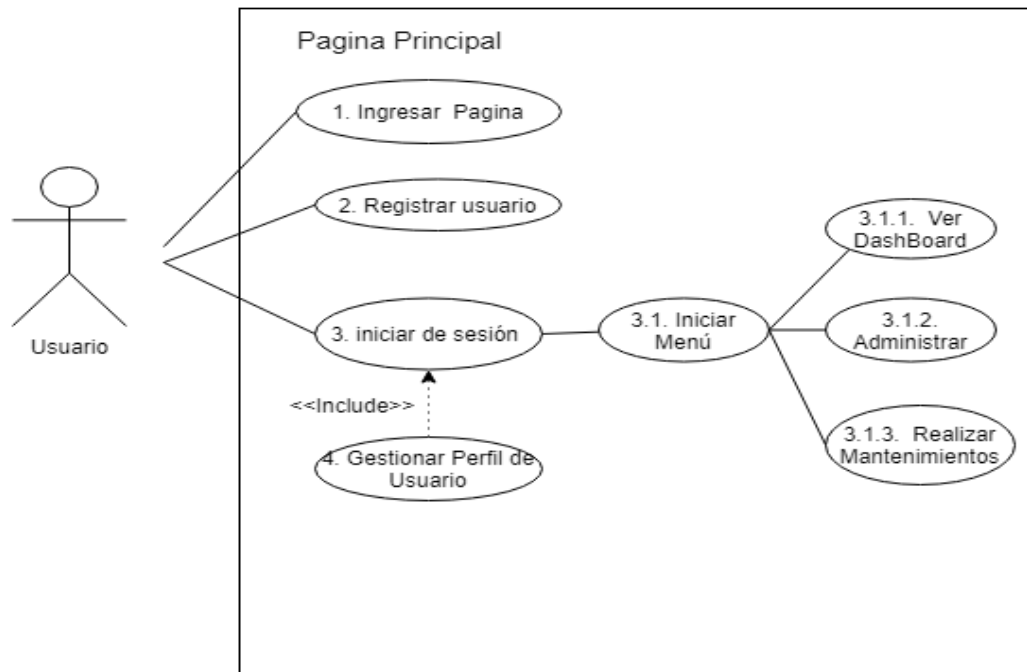 Pagina Principal
1. Ingresar Pagina
2. Registrar usuario
3.1.1. Ver
DashBoard
3. iniciar de sesión
3.1. Iniciar
Menú
3.1.2.
Administrar
Usuario
<<Include>>
3.1.3. Realizar
Mantenimientos
4. Gestionar Perfil de
Usuario